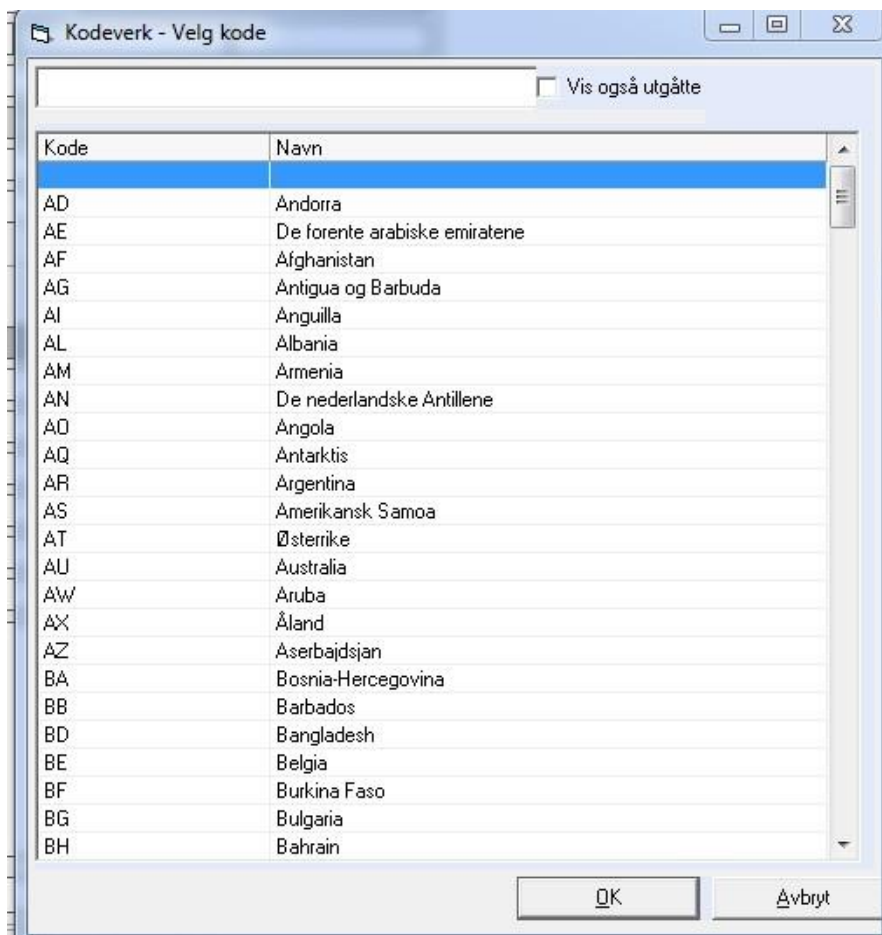 Kodeverk - Velg kode
Vis også utgåtte
Kode Navn
AD Andorra
AE De forente arabiske emiratene
AF Afghanistan
AG Antigua og Barbuda
AI Anguilla
AL Albania
AM Armenia
AN De nederlandske Antillene
AO Angola
AQ Antarktis
AR Argentina
AS Amerikansk Samoa
AT Østerrike
AU Australia
AW Aruba
AX Åland
AZ Aserbajdsjan
BA Bosnia-Hercegovina
BB Barbados
BD Bangladesh
BE Belgia
BF Burkina Faso
BG Bulgaria
BH Bahrain
OK Avbryt